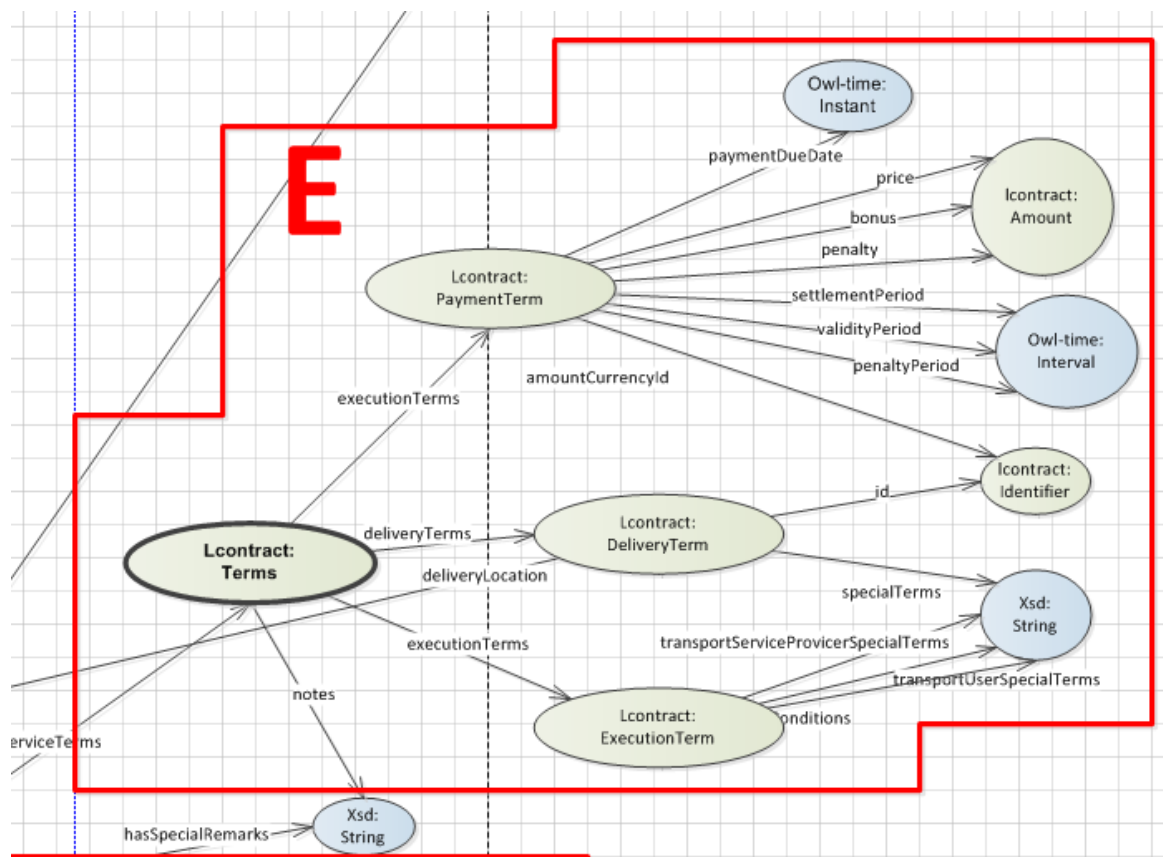 Owl-time:
Instant
E
paymentDueDate
price
lcontract:
Amount
bonus
penalty
Lcontract:
PaymentTerm
settlementPeriod
validityPeriod
Owl-time:
Interval
penaltyPeriod
amountCurrencyId
executionTerms
lcontract:
Identifier
id
Lcontract:
DeliveryTerm
deliveryTerms
Lcontract:
Terms
deliveryLocation
specialTerms
Xsd:
String
transportServiceProvicerSpecialTerms
executionTerms
transportUserSpecialTerms
notes
Lcontract:
ExecutionTerm
onditions
erviceTerms
Xsd:
String
hasSpecialRemarks